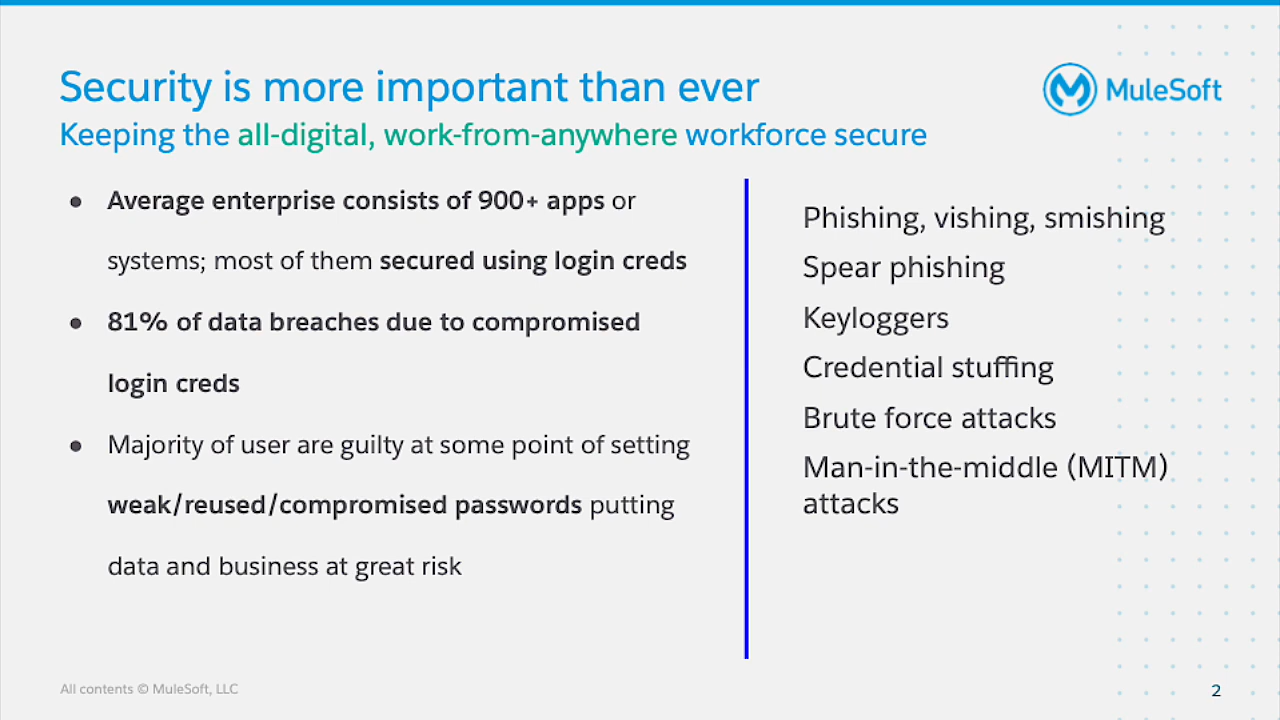 Security is more important than ever
MuleSoft
Keeping the all-digital, work-from-anywhere workforce secure
● Average enterprise consists of 900+ apps or
systems; most of them secured using login creds
● 81% of data breaches due to compromised
login creds
● Majority of user are guilty at some point of setting
weak/reused/compromised passwords putting
data and business at great risk
Phishing, vishing, smishing
Spear phishing
Keyloggers
Credential stuffing
Brute force attacks
Man-in-the-middle (MITM)
attacks
All contents © MuleSoft, LLC
2